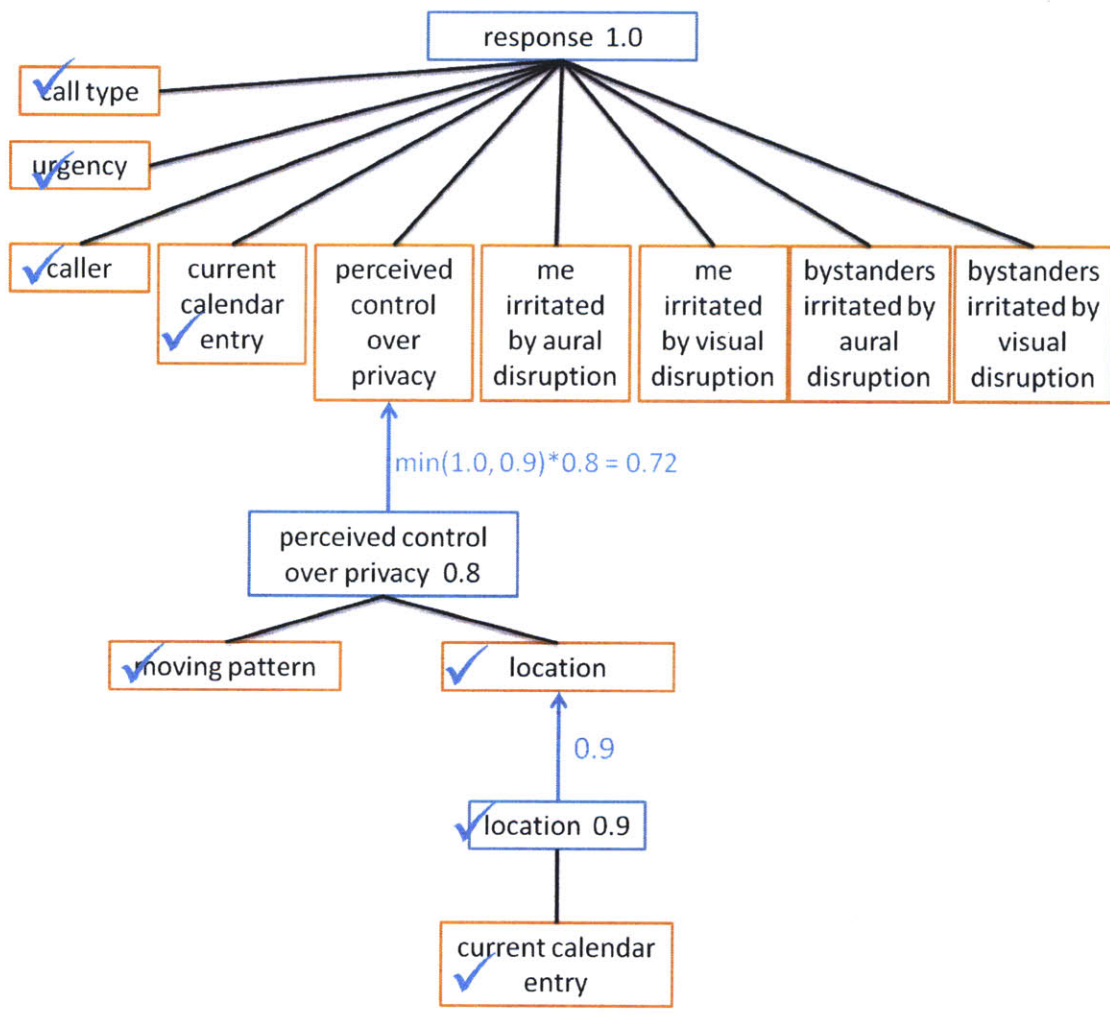 response 1.0
call type
urgency
caller
current
calendar
entry
perceived
control
over
privacy
me
irritated
by aural
disruption
me
irritated
by visual
disruption
bystanders
irritated by
aural
disruption
bystanders
irritated by
visual
disruption
min(1.0, 0.9)*0.8 = 0.72
perceived control
over privacy 0.8
moving pattern
location
0.9
location 0.9
current calendar
entry